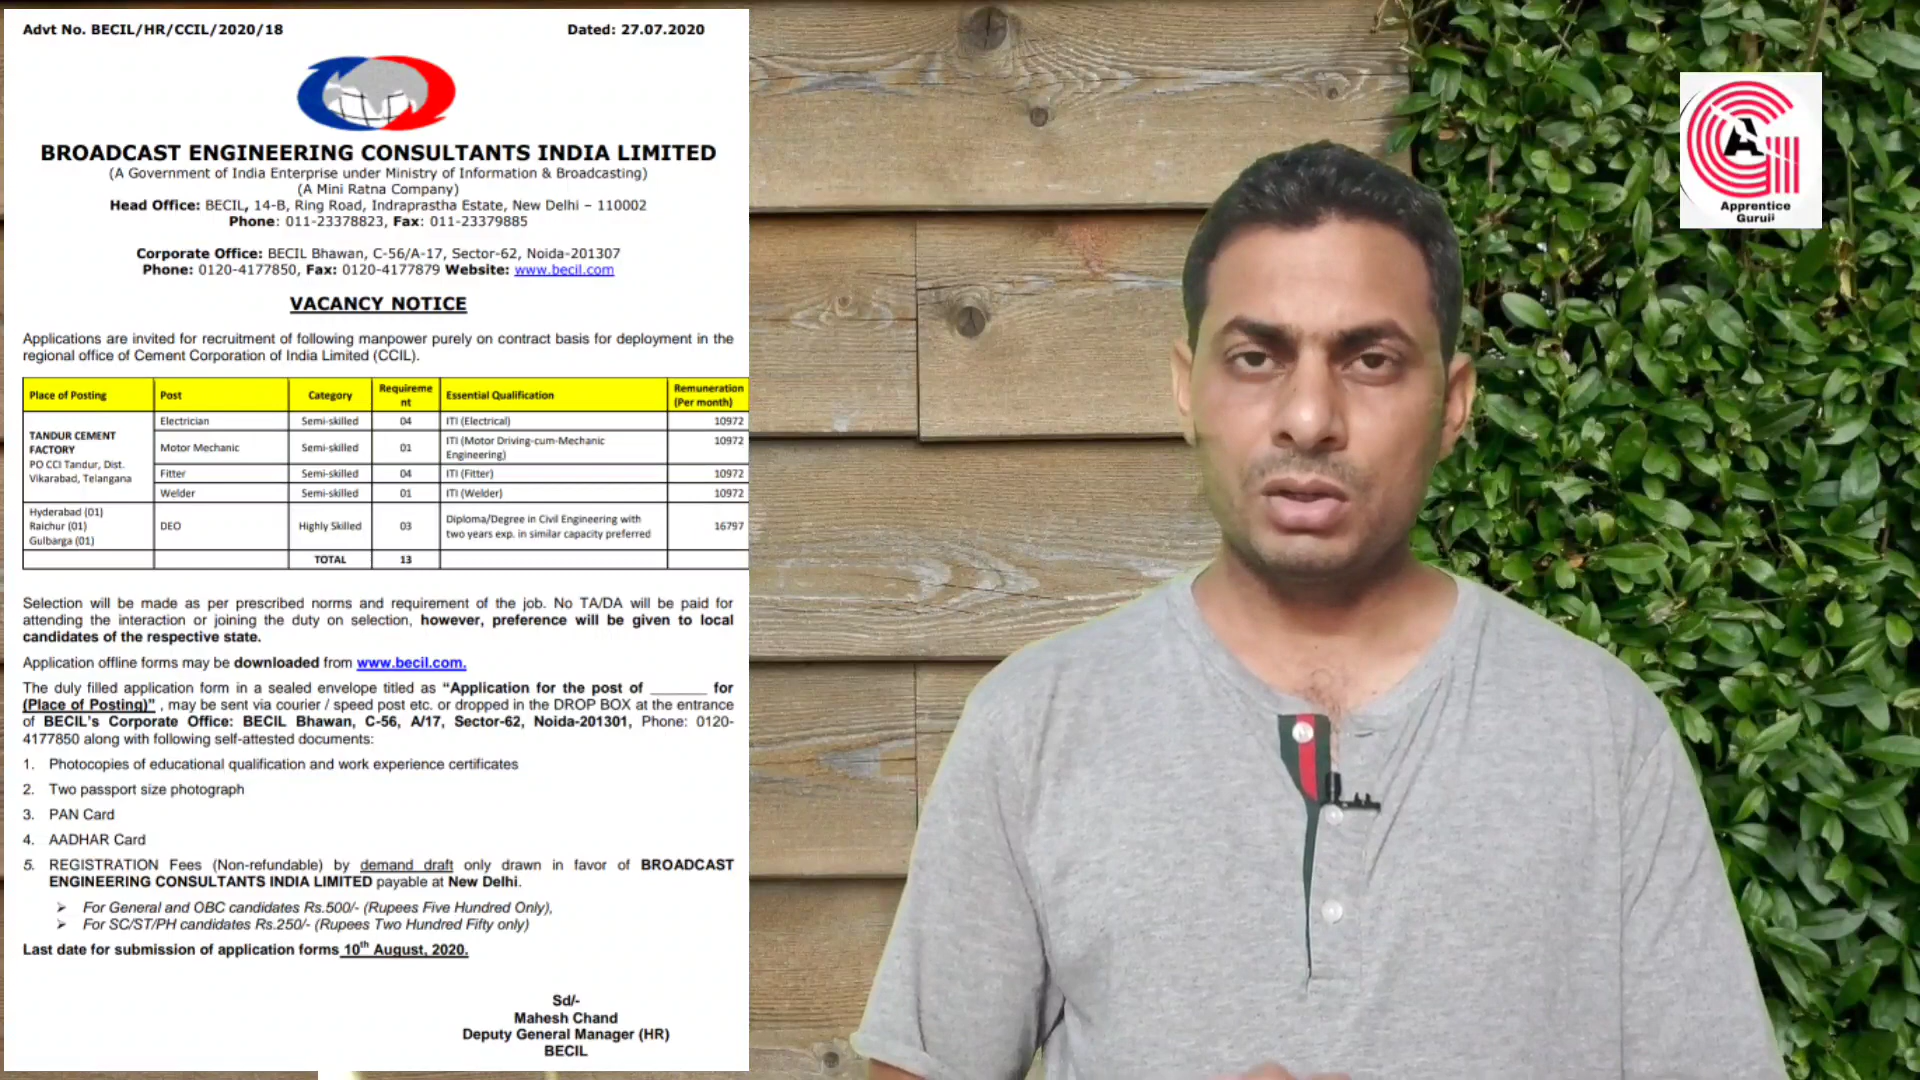 Advt No. BECIL/HR/CCIL/2020/18 Dated: 27.07.2020
BROADCAST ENGINEERING CONSULTANTS INDIA LIMITED
(A Government of India Enterprise under Ministry of Information & Broadcasting)
(A Mini Ratna Company)
Head Office: BECIL, 14-B, Ring Road, Indraprastha Estate, New Delhi – 110002
Phone: 011-23378823, Fax: 011-23379885
Corporate Office: BECIL Bhawan, C-56/A-17, Sector-62, Noida-201307
Phone: 0120-4177850, Fax: 0120-4177879 Website: www.becil.com
VACANCY NOTICE
Applications are invited for recruitment of following manpower purely on contract basis for deployment in the
regional office of Cement Corporation of India Limited (CCIL).
Place of Posting Post Category Requireme
nt Essential Qualification Remuneration
(Per month)
TANDUR CEMENT
FACTORY
PO CCI Tandur, Dist.
Vikarabad, Telangana
Electrician Semi-skilled 04 ITI (Electrical) 10972
Motor Mechanic Semi-skilled 01 ITI (Motor Driving-cum-Mechanic
Engineering) 10972
Fitter Semi-skilled 04 ITI (Fitter) 10972
Welder Semi-skilled 01 ITI (Welder) 10972
Hyderabad (01)
Raichur (01)
Gulbarga (01)
DEO Highly Skilled 03 Diploma/Degree in Civil Engineering with
two years exp. in similar capacity preferred 16797
TOTAL 13
Selection will be made as per prescribed norms and requirement of the job. No TA/DA will be paid for
attending the interaction or joining the duty on selection, however, preference will be given to local
candidates of the respective state.
Application offline forms may be downloaded from www.becil.com.
The duly filled application form in a sealed envelope titled as “Application for the post of _______ for
(Place of Posting)” , may be sent via courier / speed post etc. or dropped in the DROP BOX at the entrance
of BECIL’s Corporate Office: BECIL Bhawan, C-56, A/17, Sector-62, Noida-201301, Phone: 0120-
4177850 along with following self-attested documents:
1. Photocopies of educational qualification and work experience certificates
2. Two passport size photograph
3. PAN Card
4. AADHAR Card
5. REGISTRATION Fees (Non-refundable) by demand draft only drawn in favor of BROADCAST
ENGINEERING CONSULTANTS INDIA LIMITED payable at New Delhi.
➢ For General and OBC candidates Rs.500/- (Rupees Five Hundred Only),
➢ For SC/ST/PH candidates Rs.250/- (Rupees Two Hundred Fifty only)
Last date for submission of application forms 10th August, 2020.
Sd/-
Mahesh Chand
Deputy General Manager (HR)
BECIL
A
Apprentice
Guruji